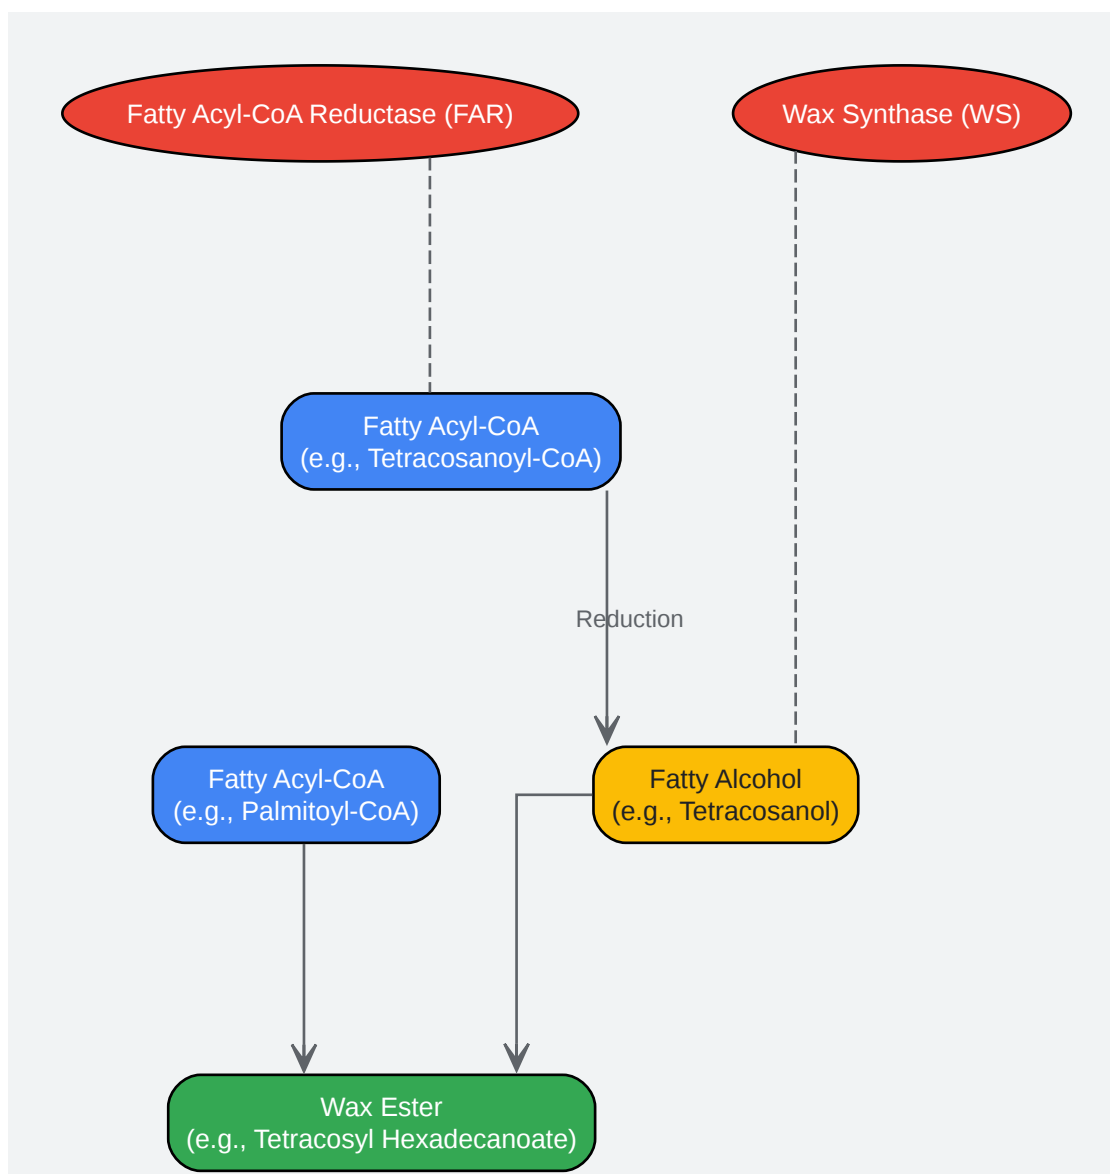 Fatty Acyl-CoA Reductase (FAR)
Wax Synthase (WS)
Fatty Acyl-CoA
(e.g., Tetracosanoyl-CoA)
Reduction
Fatty Acyl-CoA
(e.g., Palmitoyl-CoA)
Fatty Alcohol
(e.g., Tetracosanol)
Wax Ester
(e.g., Tetracosyl Hexadecanoate)